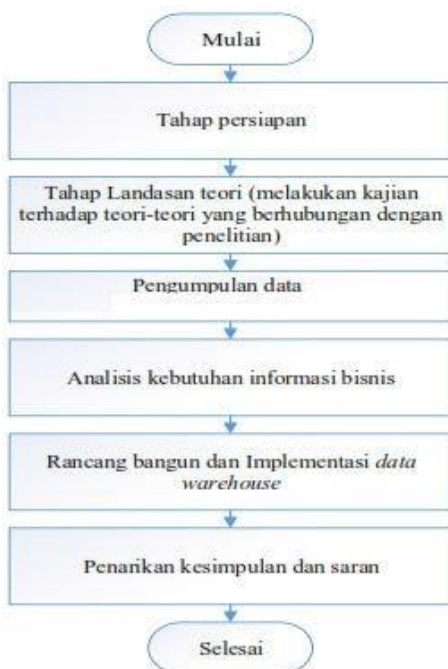 Mulai
Tahap persiapan
Tahap Landasan teori (melakukan kajian
terhadap teori-teori yang berhubungan dengan
penelitian)
Pengumpulan data
Analisis kebutuhan informasi bisnis
Rancang bangun dan Implementasi data
warehouse
Penarikan kesimpulan dan saran
Selesai